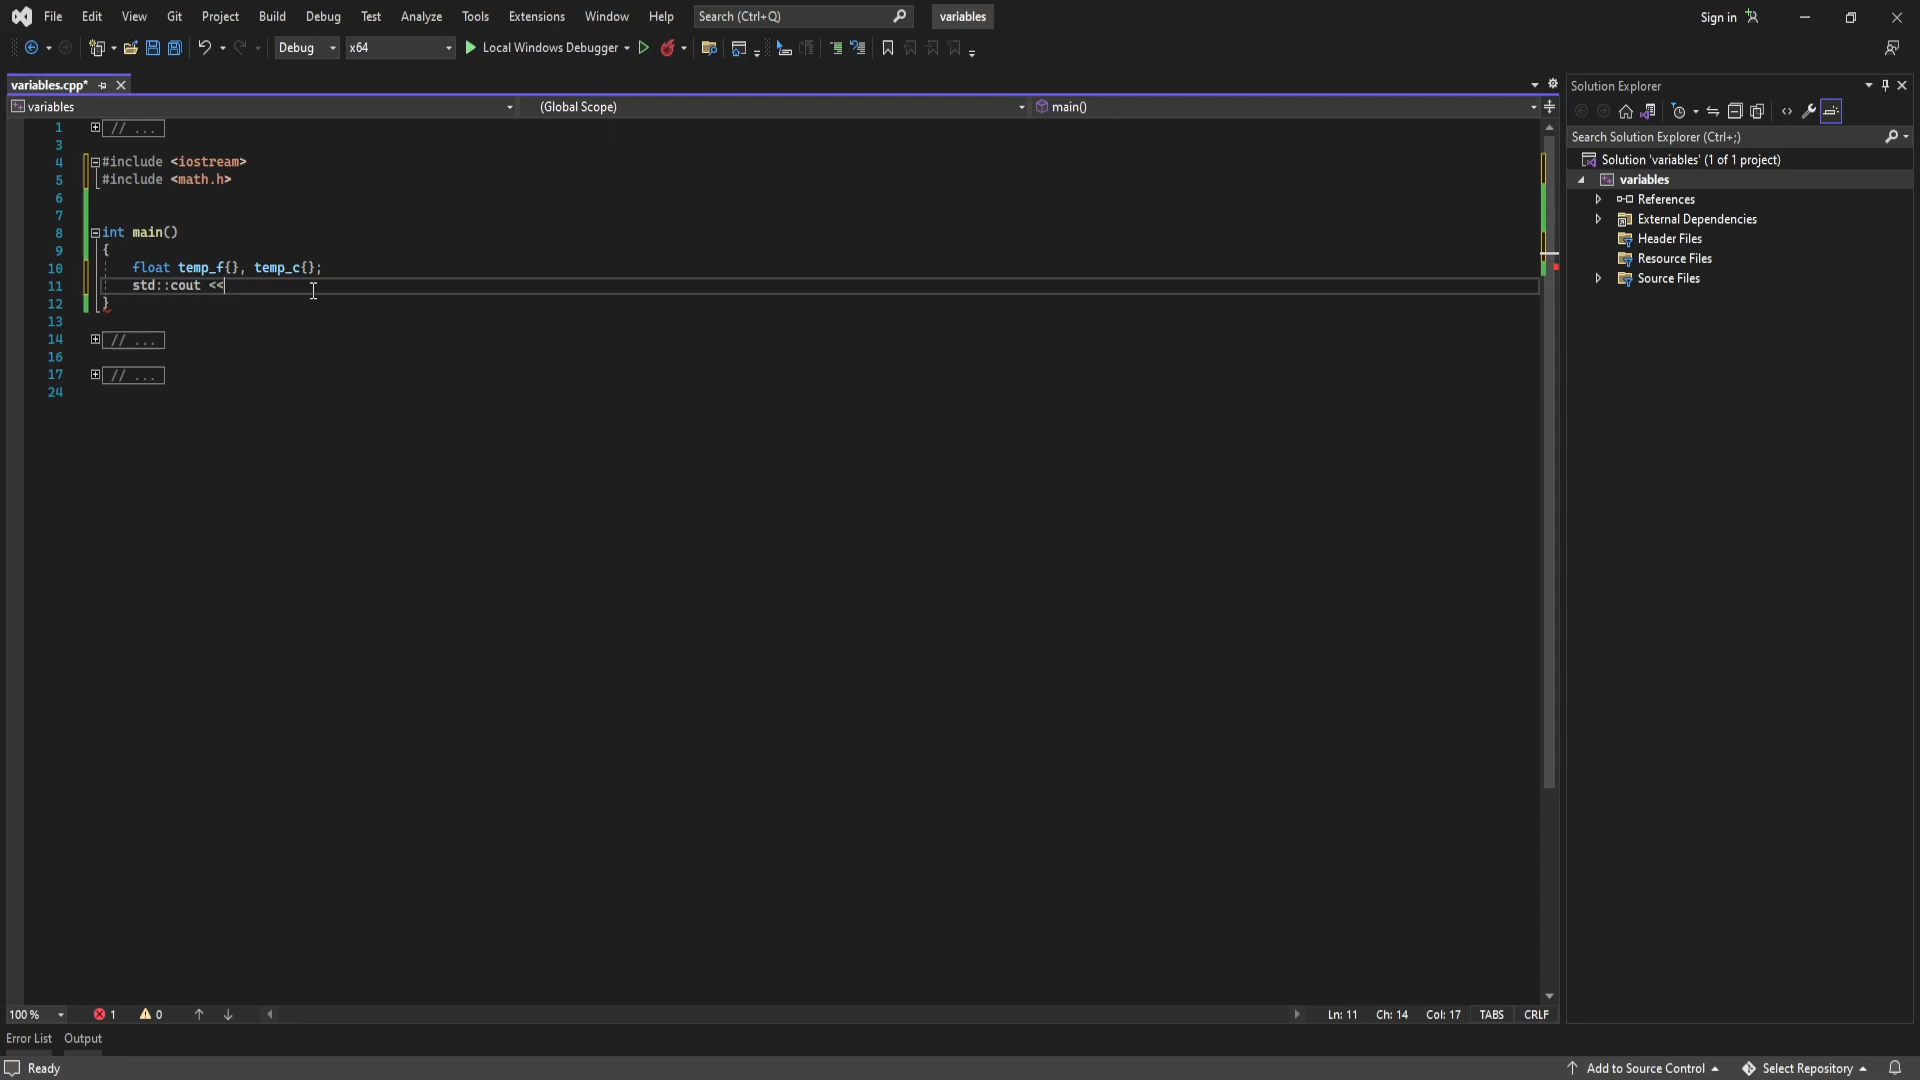 File Edit View Git Project Build Debug Test Analyze Tools Extensions Window Help Search (Ctrl+Q) variables Sign in
Debug x64 Local Windows Debugger
variables.cpp*
variables (Global Scope) main()
1 // ...
3
4 #include <iostream>
5 #include <math.h>
6
7
8 int main()
9 {
10 float temp_f{}, temp_c{};
11 std::cout <<
12 }
13
14 // ...
16
17 // ...
24
Solution Explorer
Search Solution Explorer (Ctrl+;)
Solution 'variables' (1 of 1 project)
variables
References
External Dependencies
Header Files
Resource Files
Source Files
100 % 1 0 Ln: 11 Ch: 14 Col: 17 TABS CRLF
Error List Output
Ready Add to Source Control Select Repository